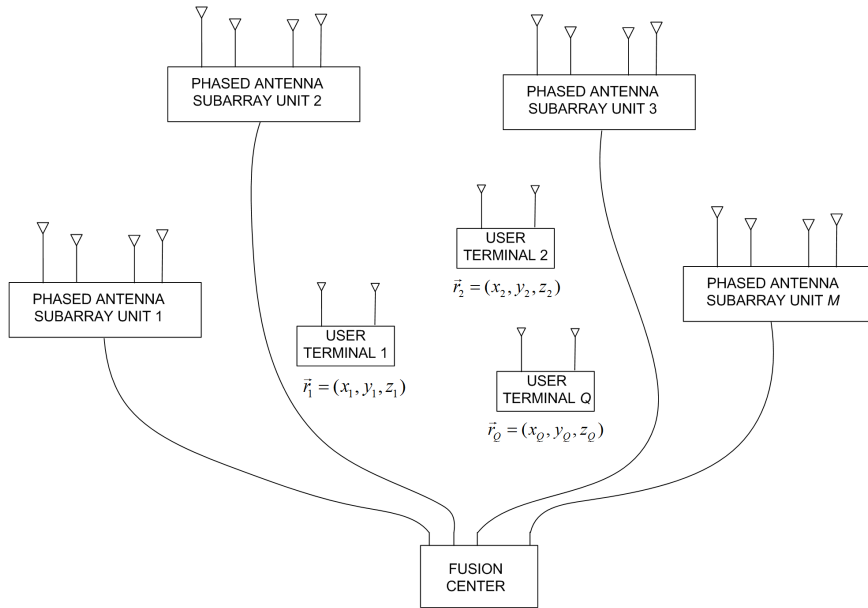 PHASED ANTENNA
SUBARRAY UNIT 2
PHASED ANTENNA
SUBARRAY UNIT 3
PHASED ANTENNA
SUBARRAY UNIT 1
USER
TERMINAL 2
r⃗₂ = (x₂, y₂, z₂)
PHASED ANTENNA
SUBARRAY UNIT M
USER
TERMINAL 1
r⃗₁ = (x₁, y₁, z₁)
USER
TERMINAL Q
r⃗_Q = (x_Q, y_Q, z_Q)
FUSION
CENTER